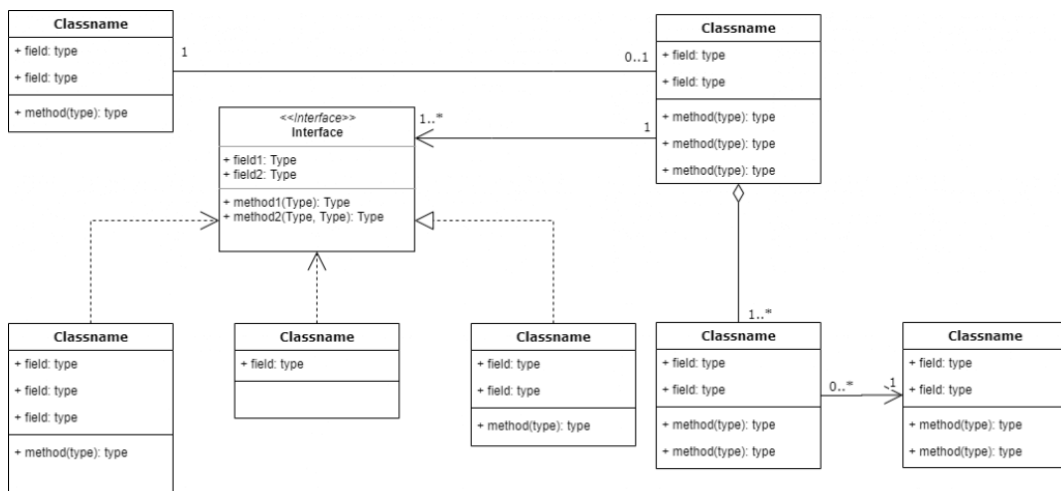 Classname
+ field: type
+ field: type
+ method(type): type
1
0..1
Classname
+ field: type
+ field: type
+ method(type): type
+ method(type): type
+ method(type): type
<<Interface>>
Interface
+ field1: Type
+ field2: Type
+ method1(Type): Type
+ method2(Type, Type): Type
1..*
1
Classname
+ field: type
+ field: type
+ field: type
+ method(type): type
Classname
+ field: type
Classname
+ field: type
+ field: type
+ method(type): type
1..*
Classname
+ field: type
+ field: type
+ method(type): type
+ method(type): type
0..*
1
Classname
+ field: type
+ field: type
+ method(type): type
+ method(type): type